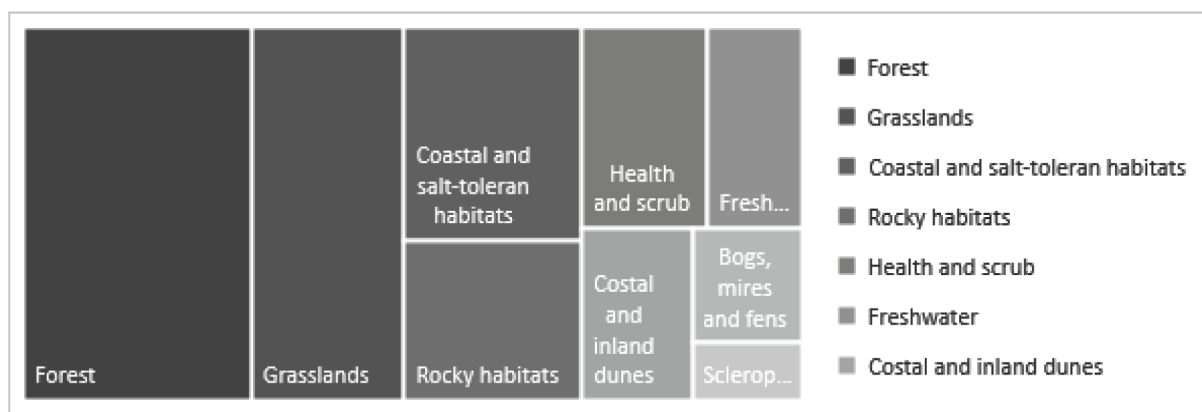 Forest
Grasslands
Coastal and
salt-toleran
habitats
Rocky habitats
Health
and scrub
Fresh...
Costal
and
inland
dunes
Bogs,
mires
and fens
Sclerop...
Forest
Grasslands
Coastal and salt-toleran habitats
Rocky habitats
Health and scrub
Freshwater
Costal and inland dunes